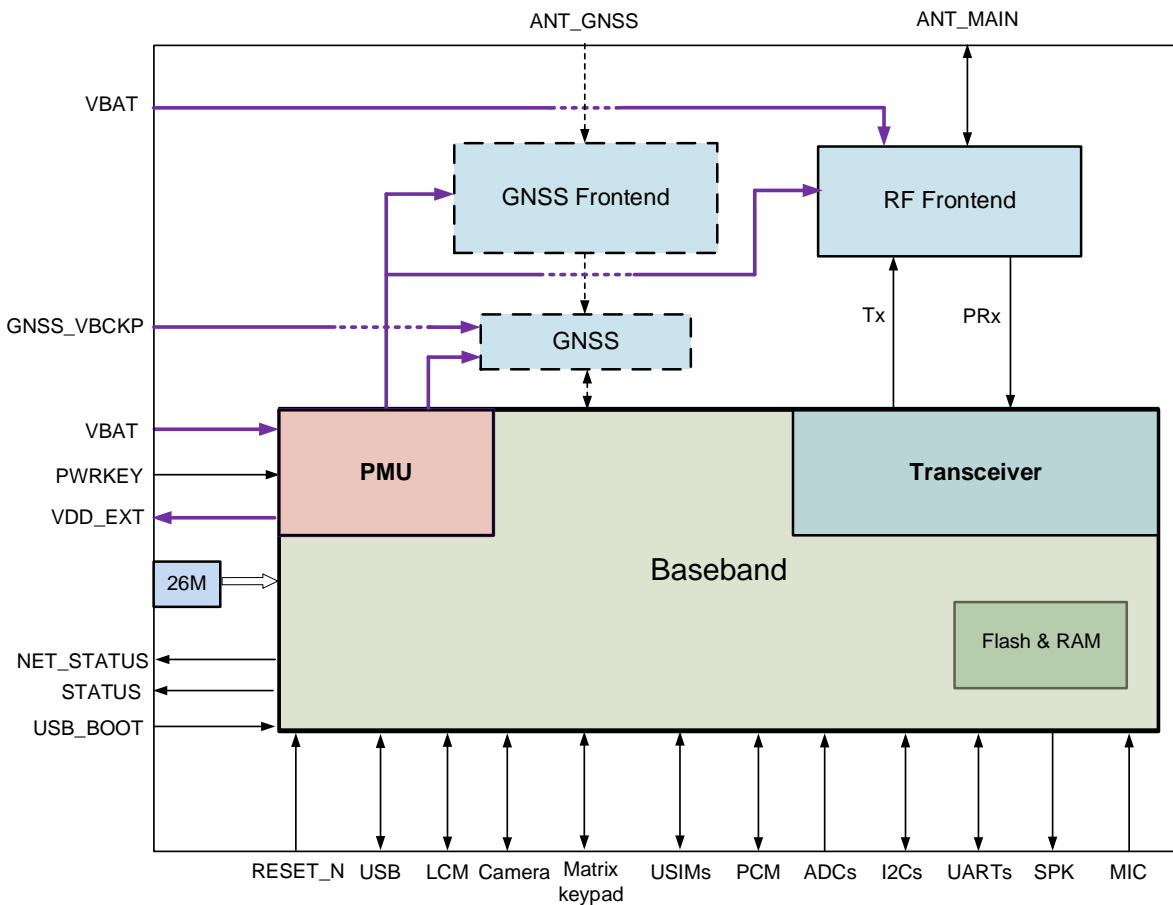 ANT_GNSS
ANT_MAIN
VBAT
GNSS Frontend
RF Frontend
GNSS_VBCKP
Tx
PRx
GNSS
VBAT
PWRKEY
VDD_EXT
PMU
Transceiver
26M
Baseband
Flash & RAM
NET_STATUS
STATUS
USB_BOOT
RESET_N
USB
LCM
Camera
Matrix
keypad
USIMs
PCM
ADCs
I2Cs
UARTs
SPK
MIC